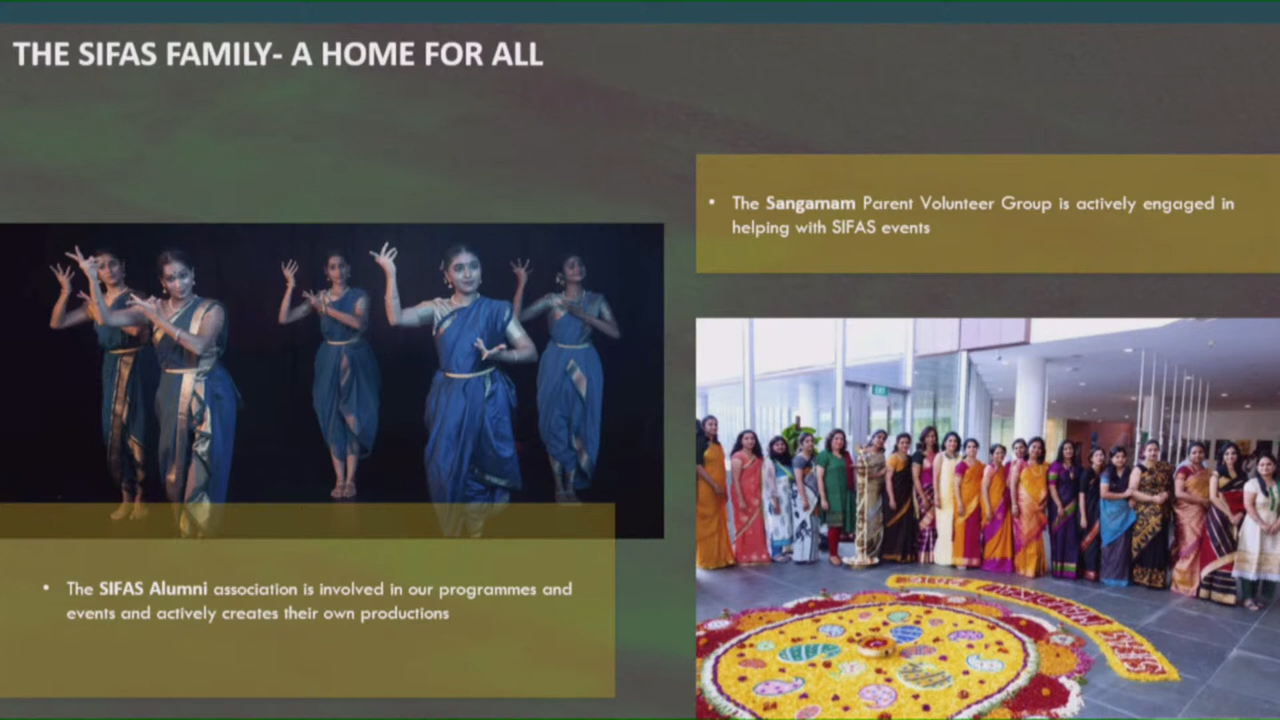 THE SIFAS FAMILY- A HOME FOR ALL
• The Sangamam Parent Volunteer Group is actively engaged in
helping with SIFAS events
EXIT
• The SIFAS Alumni association is involved in our programmes and
events and actively creates their own productions